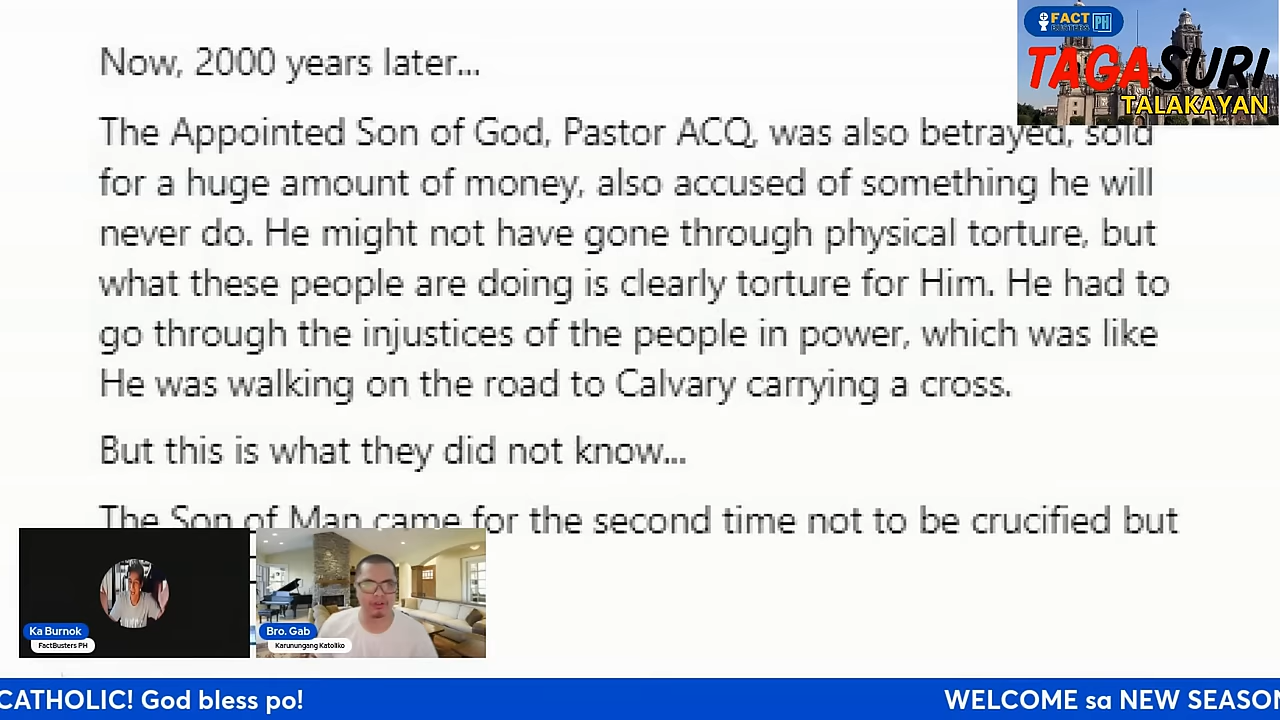 Now, 2000 years later...
The Appointed Son of God, Pastor ACQ, was also betrayed, sold
for a huge amount of money, also accused of something he will
never do. He might not have gone through physical torture, but
what these people are doing is clearly torture for Him. He had to
go through the injustices of the people in power, which was like
He was walking on the road to Calvary carrying a cross.
But this is what they did not know...
The Son of Man came for the second time not to be crucified but
FACT
BUSTERS
PH
TAGASURI
TALAKAYAN
Ka Burnok
FactBusters PH
Bro. Gab
Karunungang Katoliko
CATHOLIC! God bless po!
WELCOME sa NEW SEASON